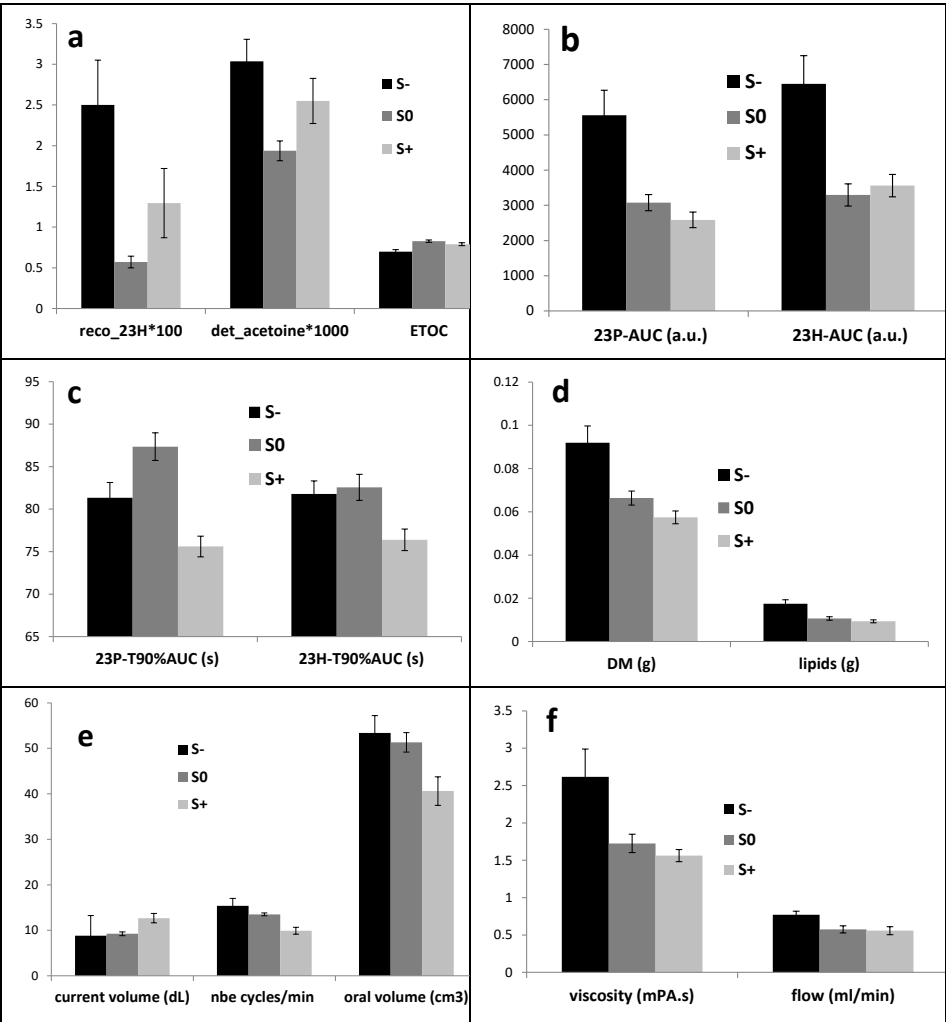 a
3.5
3
2.5
2
1.5
1
0.5
0
S-
S0
S+
reco_23H*100 det_acetoine*1000 ETOC
b
8000
7000
6000
5000
4000
3000
2000
1000
0
S-
S0
S+
23P-AUC (a.u.) 23H-AUC (a.u.)
c
95
90
85
80
75
70
65
S-
S0
S+
23P-T90%AUC (s) 23H-T90%AUC (s)
d
0.12
0.1
0.08
0.06
0.04
0.02
0
S-
S0
S+
DM (g) lipids (g)
e
60
50
40
30
20
10
0
S-
S0
S+
current volume (dL) nbe cycles/min oral volume (cm3)
f
3.5
3
2.5
2
1.5
1
0.5
0
S-
S0
S+
viscosity (mPA.s) flow (ml/min)